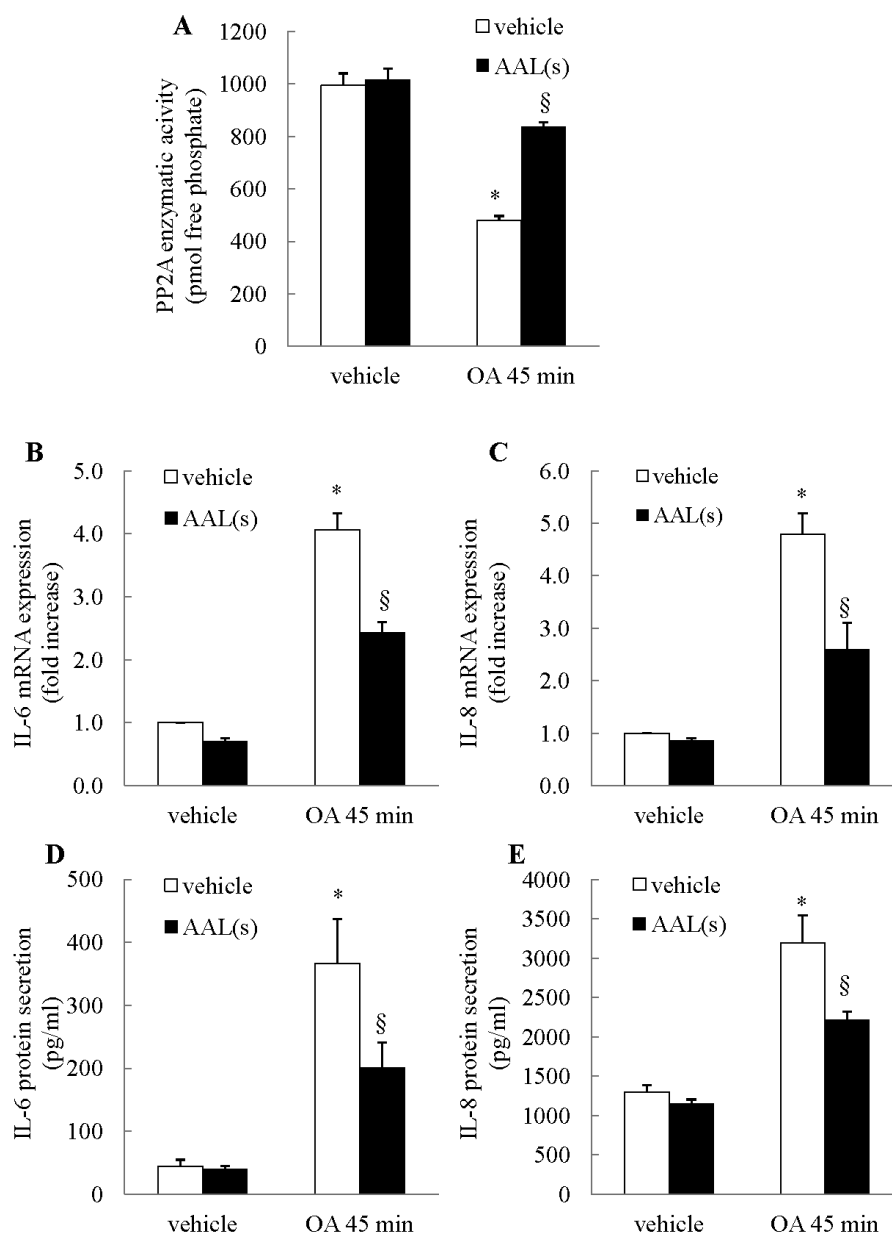 A
1200
1000
800
600
400
200
0
PP2A enzymatic acivity
(pmol free phosphate)
vehicle
AAL(s)
*
§
vehicle
OA 45 min
B
5.0
4.0
3.0
2.0
1.0
0.0
IL-6 mRNA expression
(fold increase)
vehicle
AAL(s)
*
§
vehicle
OA 45 min
C
6.0
5.0
4.0
3.0
2.0
1.0
0.0
IL-8 mRNA expression
(fold increase)
vehicle
AAL(s)
*
§
vehicle
OA 45 min
D
500
400
300
200
100
0
IL-6 protein secretion
(pg/ml)
vehicle
AAL(s)
*
§
vehicle
OA 45 min
E
4000
3500
3000
2500
2000
1500
1000
500
0
IL-8 protein secretion
(pg/ml)
vehicle
AAL(s)
*
§
vehicle
OA 45 min